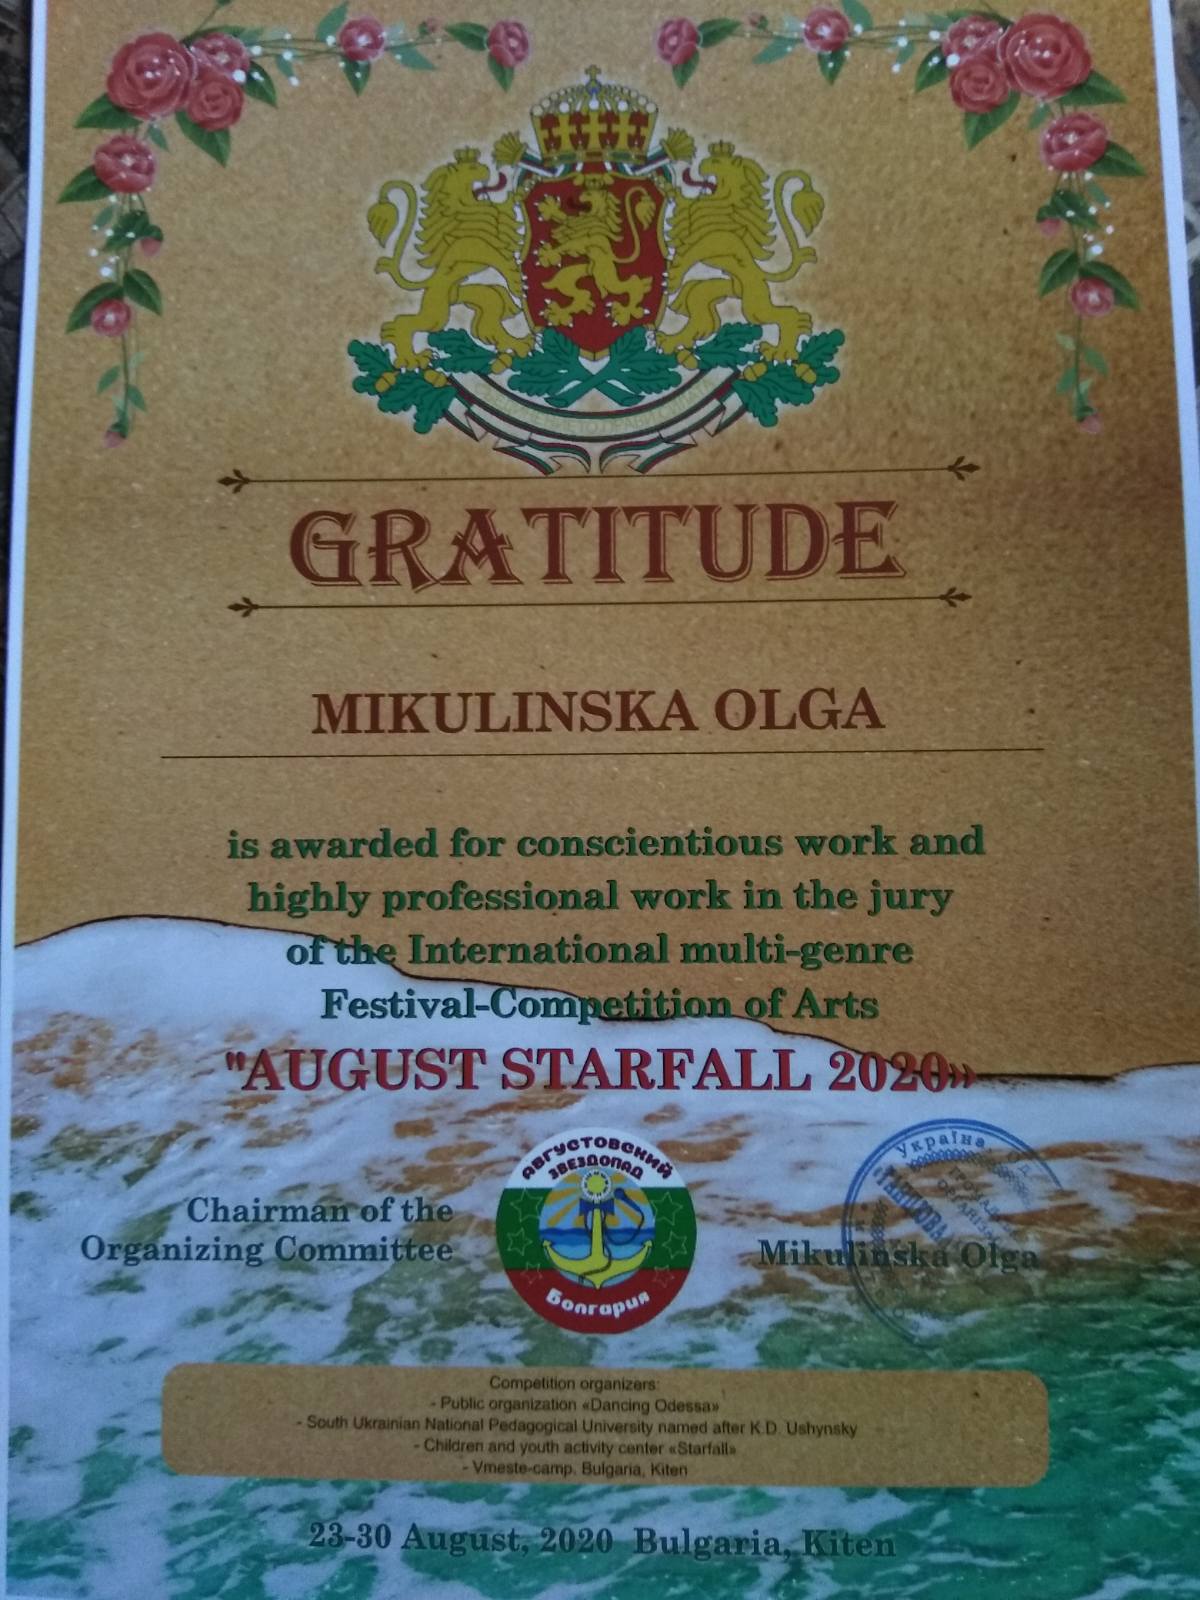 GRATITUDE
MIKULINSKA OLGA
is awarded for conscientious work and
highly professional work in the jury
of the International multi-genre
Festival-Competition of Arts
"AUGUST STARFALL 2020»
Chairman of the
Organizing Committee
АВГУСТОВСКИЙ
ЗВЕЗДОПАД
Болгария
Україна
Mikulinska Olga
Competition organizers:
- Public organization «Dancing Odessa»
- South Ukrainian National Pedagogical University named after K.D. Ushynsky
- Children and youth activity center «Starfall»
- Vmeste-camp. Bulgaria, Kiten
23-30 August, 2020 Bulgaria, Kiten